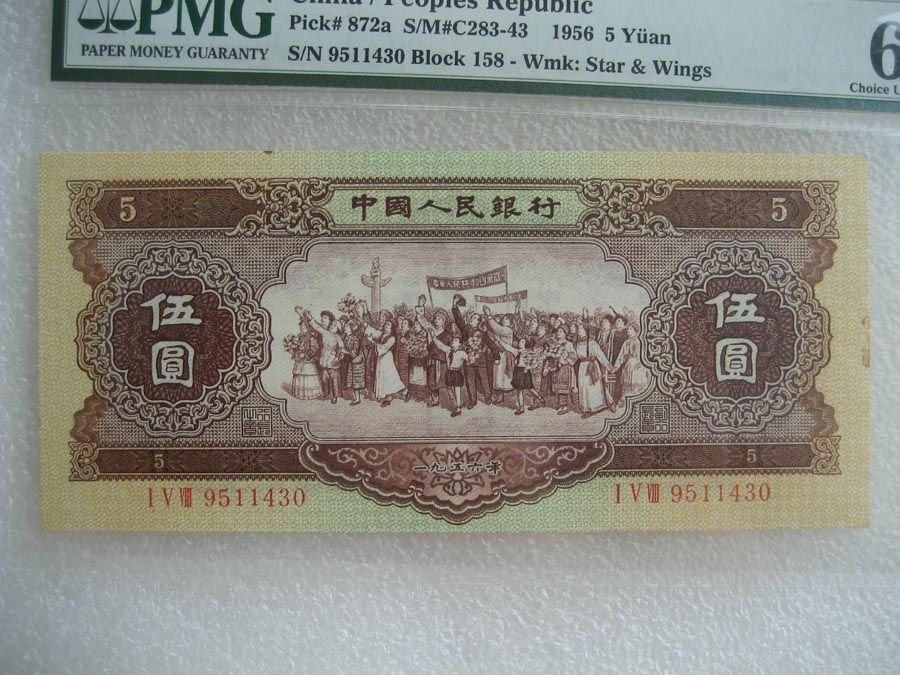 PMG
PAPER MONEY GUARANTY
China / Peoples Republic
Pick# 872a S/M#C283-43 1956 5 Yüan
S/N 9511430 Block 158 - Wmk: Star & Wings
Choice U
中國人民銀行
5
5
伍圓
伍圓
5
5
一九五六年
I V VIII 9511430
I V VIII 9511430